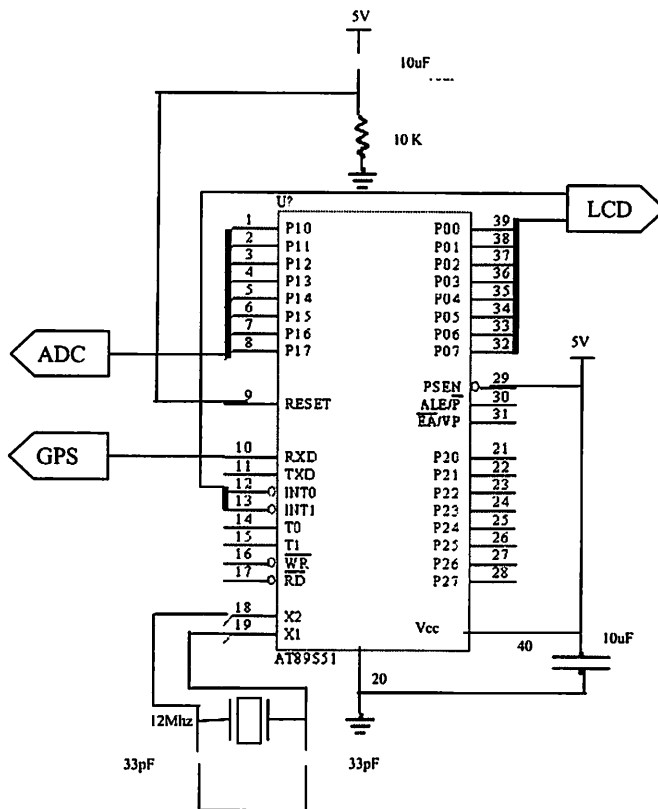 5V
10uF
10 K
U?
LCD
1 P10 P00 39
2 P11 P01 38
3 P12 P02 37
4 P13 P03 36
5 P14 P04 35
6 P15 P05 34
7 P16 P06 33
8 P17 P07 32
ADC
5V
PSEN 29
9 RESET ALE/P 30
EA/VP 31
GPS
10 RXD P20 21
11 TXD P21 22
12 INT0 P22 23
13 INT1 P23 24
14 T0 P24 25
15 T1 P25 26
16 WR P26 27
17 RD P27 28
18 X2
19 X1 Vcc 40 10uF
AT89S51
20
12Mhz
33pF 33pF